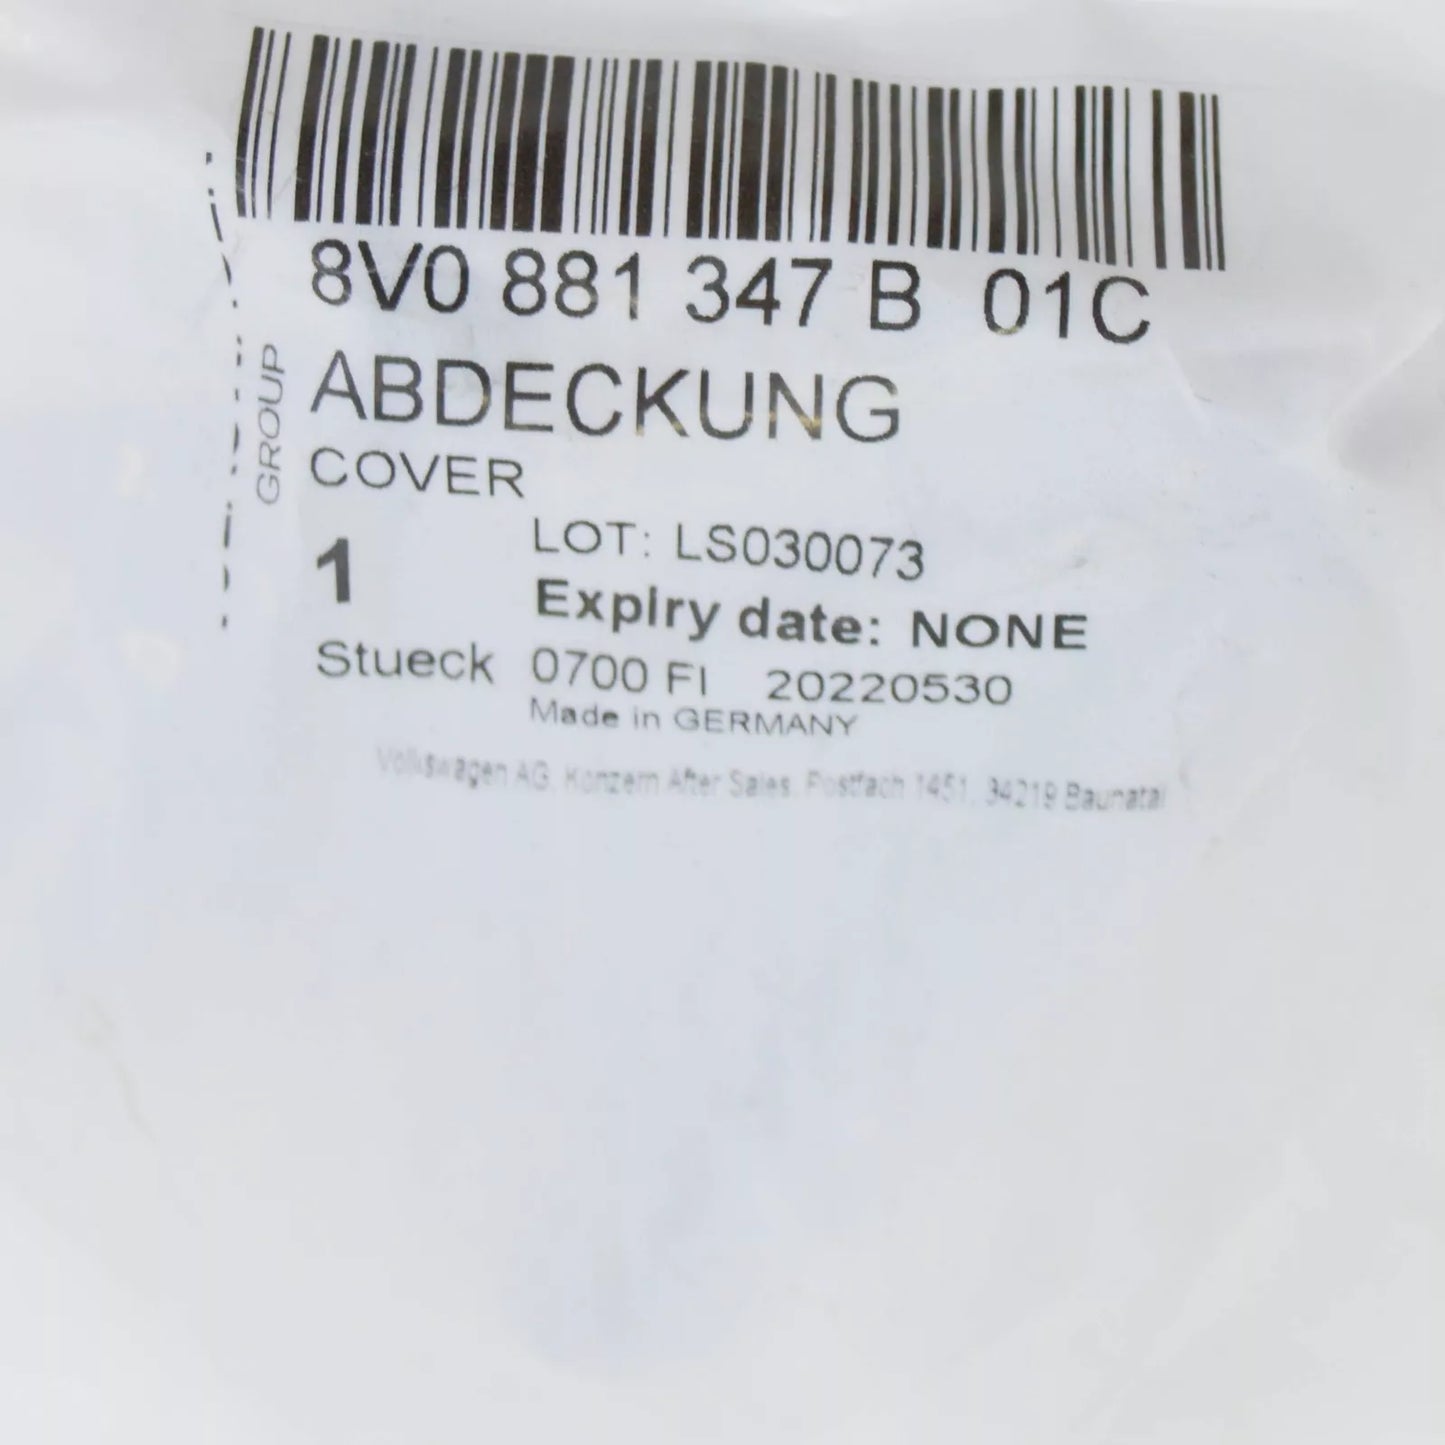 8V0 881 347 B 01C
GROUP
ABDECKUNG
COVER
LOT: LS030073
1
Expiry date: NONE
Stueck 0700 FI 20220530
Made in GERMANY
Volkswagen AG, Konzern After Sales, Postfach 1451, 34219 Baunatal